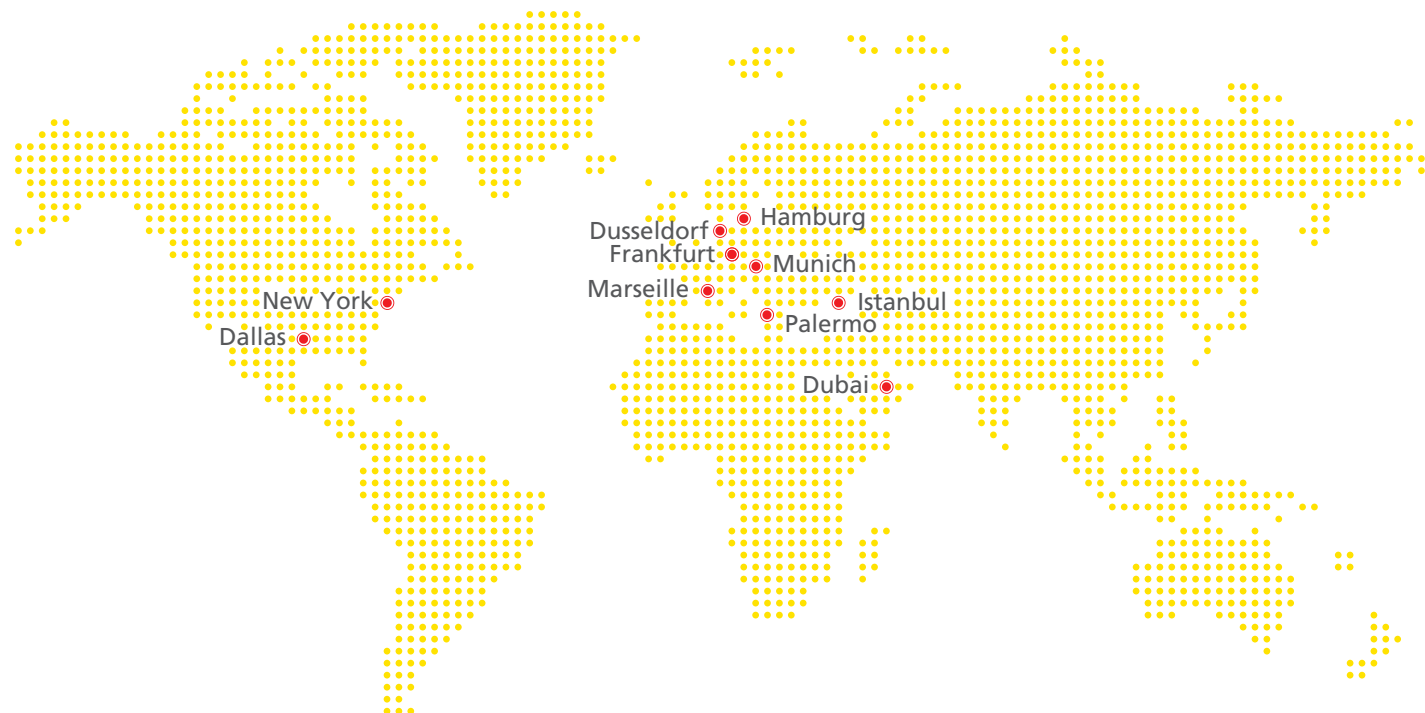 Hamburg
Dusseldorf
Frankfurt
Munich
Marseille
New York
Istanbul
Palermo
Dallas
Dubai